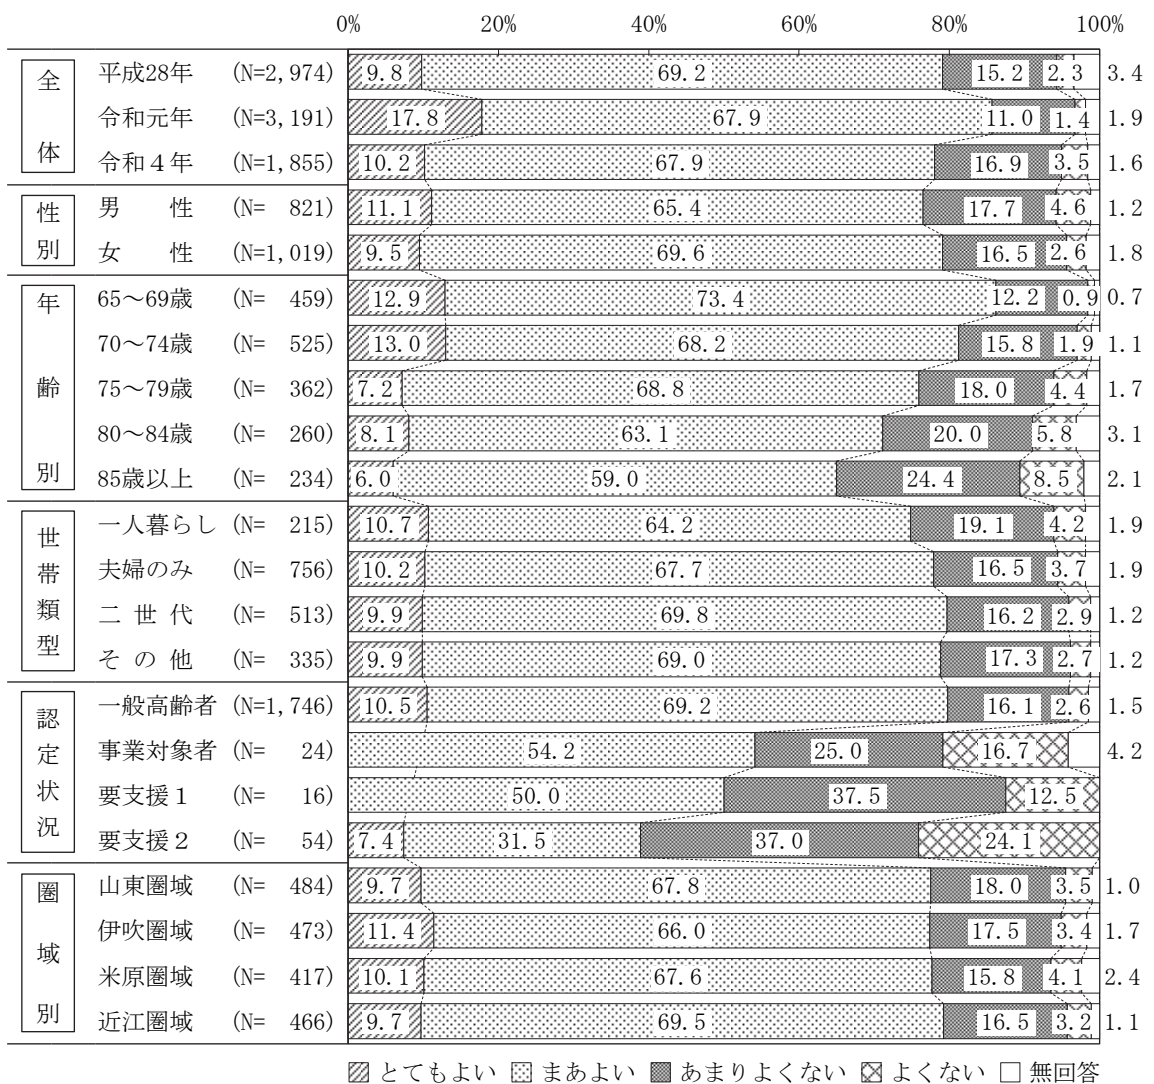 0% 20% 40% 60% 80% 100%
全体
平成28年 (N=2,974) 9.8 69.2 15.2 2.3 3.4
令和元年 (N=3,191) 17.8 67.9 11.0 1.4 1.9
令和４年 (N=1,855) 10.2 67.9 16.9 3.5 1.6
性別
男性 (N= 821) 11.1 65.4 17.7 4.6 1.2
女性 (N=1,019) 9.5 69.6 16.5 2.6 1.8
年齢別
65～69歳 (N= 459) 12.9 73.4 12.2 0.9 0.7
70～74歳 (N= 525) 13.0 68.2 15.8 1.9 1.1
75～79歳 (N= 362) 7.2 68.8 18.0 4.4 1.7
80～84歳 (N= 260) 8.1 63.1 20.0 5.8 3.1
85歳以上 (N= 234) 6.0 59.0 24.4 8.5 2.1
世帯類型
一人暮らし (N= 215) 10.7 64.2 19.1 4.2 1.9
夫婦のみ (N= 756) 10.2 67.7 16.5 3.7 1.9
二世代 (N= 513) 9.9 69.8 16.2 2.9 1.2
その他 (N= 335) 9.9 69.0 17.3 2.7 1.2
認定状況
一般高齢者 (N=1,746) 10.5 69.2 16.1 2.6 1.5
事業対象者 (N= 24) 54.2 25.0 16.7 4.2
要支援１ (N= 16) 50.0 37.5 12.5
要支援２ (N= 54) 7.4 31.5 37.0 24.1
圏域別
山東圏域 (N= 484) 9.7 67.8 18.0 3.5 1.0
伊吹圏域 (N= 473) 11.4 66.0 17.5 3.4 1.7
米原圏域 (N= 417) 10.1 67.6 15.8 4.1 2.4
近江圏域 (N= 466) 9.7 69.5 16.5 3.2 1.1
とてもよい まあよい あまりよくない よくない 無回答